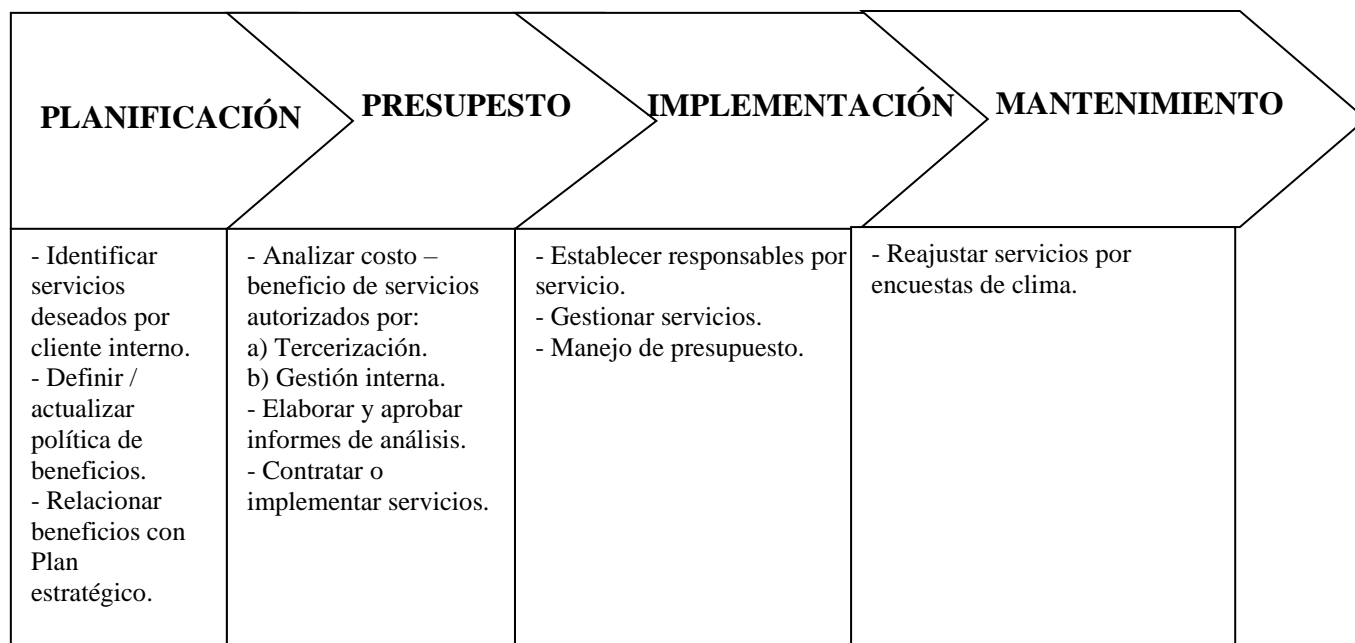 PLANIFICACIÓN
PRESUPESTO
IMPLEMENTACIÓN
MANTENIMIENTO
- Identificar
servicios
deseados por
cliente interno.
- Definir /
actualizar
política de
beneficios.
- Relacionar
beneficios con
Plan
estratégico.
- Analizar costo –
beneficio de servicios
autorizados por:
a) Tercerización.
b) Gestión interna.
- Elaborar y aprobar
informes de análisis.
- Contratar o
implementar servicios.
- Establecer responsables por
servicio.
- Gestionar servicios.
- Manejo de presupuesto.
- Reajustar servicios por
encuestas de clima.